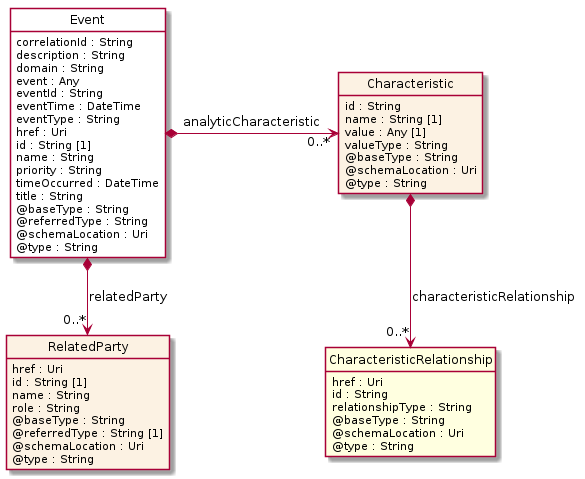 Event
correlationId : String
description : String
domain : String
event : Any
eventId : String
eventTime : DateTime
eventType : String
href : Uri
id : String [1]
name : String
priority : String
timeOccurred : DateTime
title : String
@baseType : String
@referredType : String
@schemaLocation : Uri
@type : String
analyticCharacteristic
0..*
Characteristic
id : String
name : String [1]
value : Any [1]
valueType : String
@baseType : String
@schemaLocation : Uri
@type : String
relatedParty
0..*
characteristicRelationship
0..*
RelatedParty
href : Uri
id : String [1]
name : String
role : String
@baseType : String
@referredType : String [1]
@schemaLocation : Uri
@type : String
CharacteristicRelationship
href : Uri
id : String
relationshipType : String
@baseType : String
@schemaLocation : Uri
@type : String